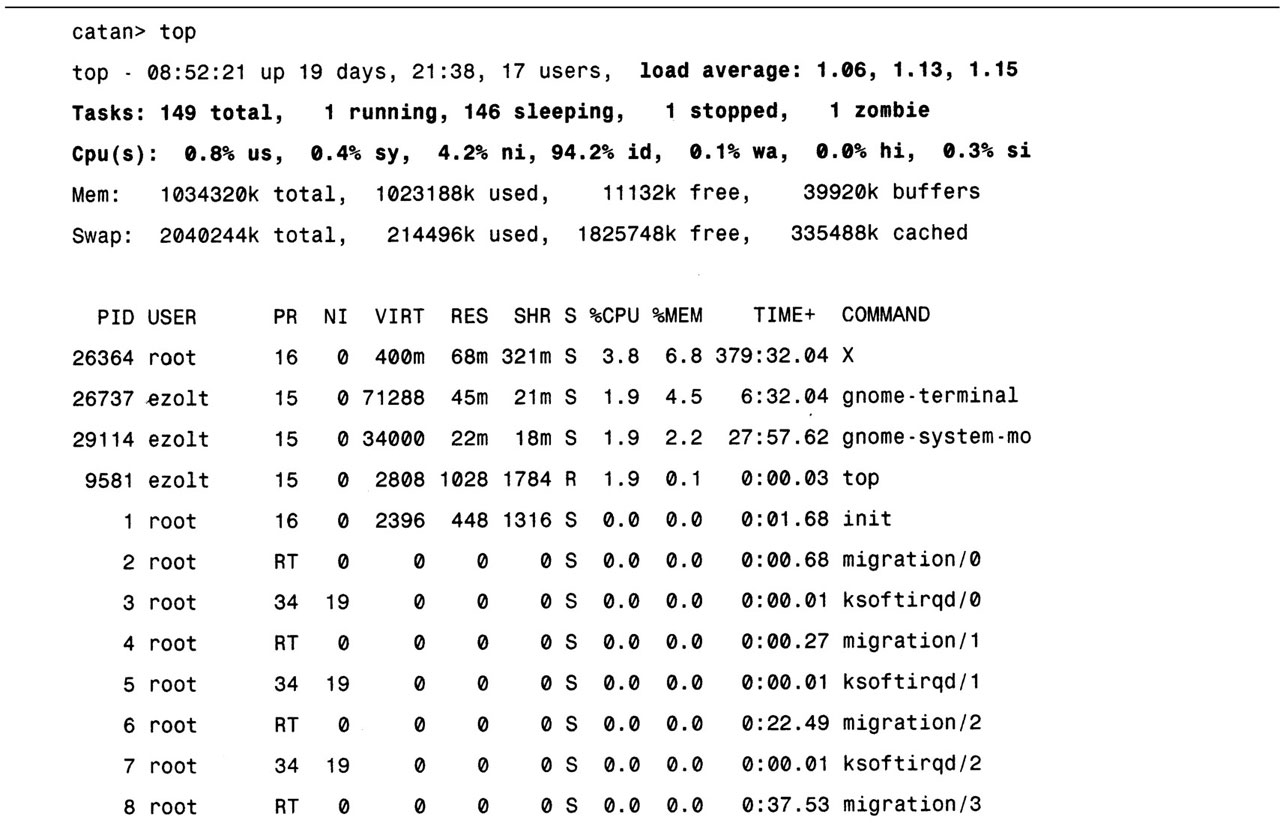 catan> top
top - 08:52:21 up 19 days, 21:38, 17 users,  load average: 1.06, 1.13, 1.15
Tasks: 149 total,   1 running, 146 sleeping,   1 stopped,   1 zombie
Cpu(s):  0.8% us,  0.4% sy,  4.2% ni, 94.2% id,  0.1% wa,  0.0% hi,  0.3% si
Mem:   1034320k total,  1023188k used,    11132k free,    39920k buffers
Swap:  2040244k total,   214496k used,  1825748k free,   335488k cached
  PID USER      PR  NI  VIRT  RES  SHR S %CPU %MEM    TIME+  COMMAND
26364 root      16   0  400m  68m 321m S  3.8  6.8 379:32.04 X
26737 ezolt     15   0 71288  45m  21m S  1.9  4.5   6:32.04 gnome-terminal
29114 ezolt     15   0 34000  22m  18m S  1.9  2.2  27:57.62 gnome-system-mo
 9581 ezolt     15   0  2808 1028 1784 R  1.9  0.1   0:00.03 top
    1 root      16   0  2396  448 1316 S  0.0  0.0   0:01.68 init
    2 root      RT   0     0    0    0 S  0.0  0.0   0:00.68 migration/0
    3 root      34  19     0    0    0 S  0.0  0.0   0:00.01 ksoftirqd/0
    4 root      RT   0     0    0    0 S  0.0  0.0   0:00.27 migration/1
    5 root      34  19     0    0    0 S  0.0  0.0   0:00.01 ksoftirqd/1
    6 root      RT   0     0    0    0 S  0.0  0.0   0:22.49 migration/2
    7 root      34  19     0    0    0 S  0.0  0.0   0:00.01 ksoftirqd/2
    8 root      RT   0     0    0    0 S  0.0  0.0   0:37.53 migration/3